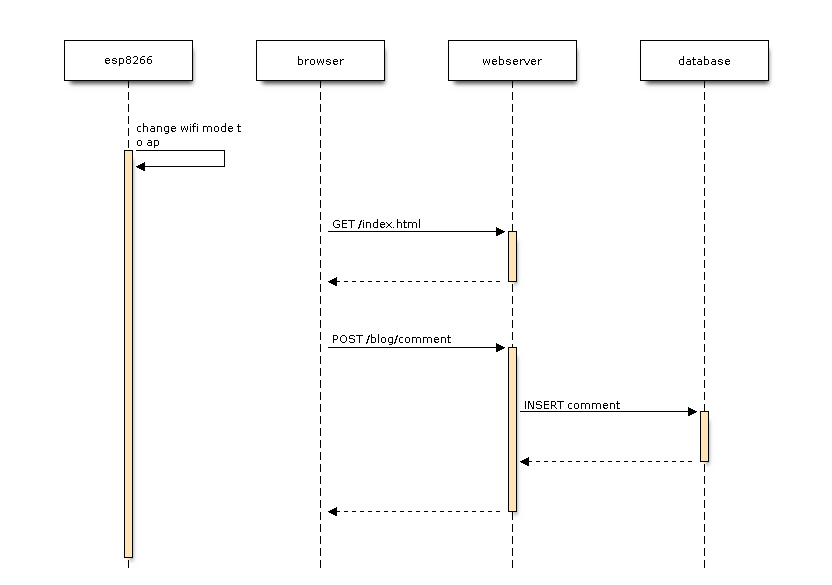 esp8266
browser
webserver
database
change wifi mode t
o ap
GET /index.html
POST /blog/comment
INSERT comment